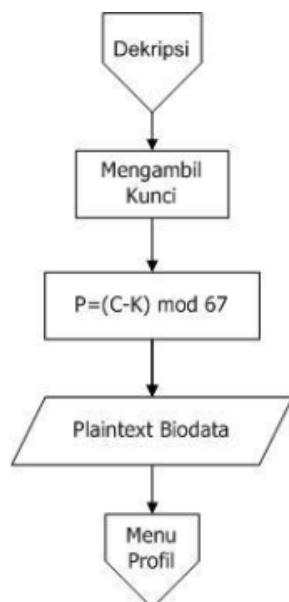 Dekripsi
Mengambil
Kunci
P=(C-K) mod 67
Plaintext Biodata
Menu
Profil